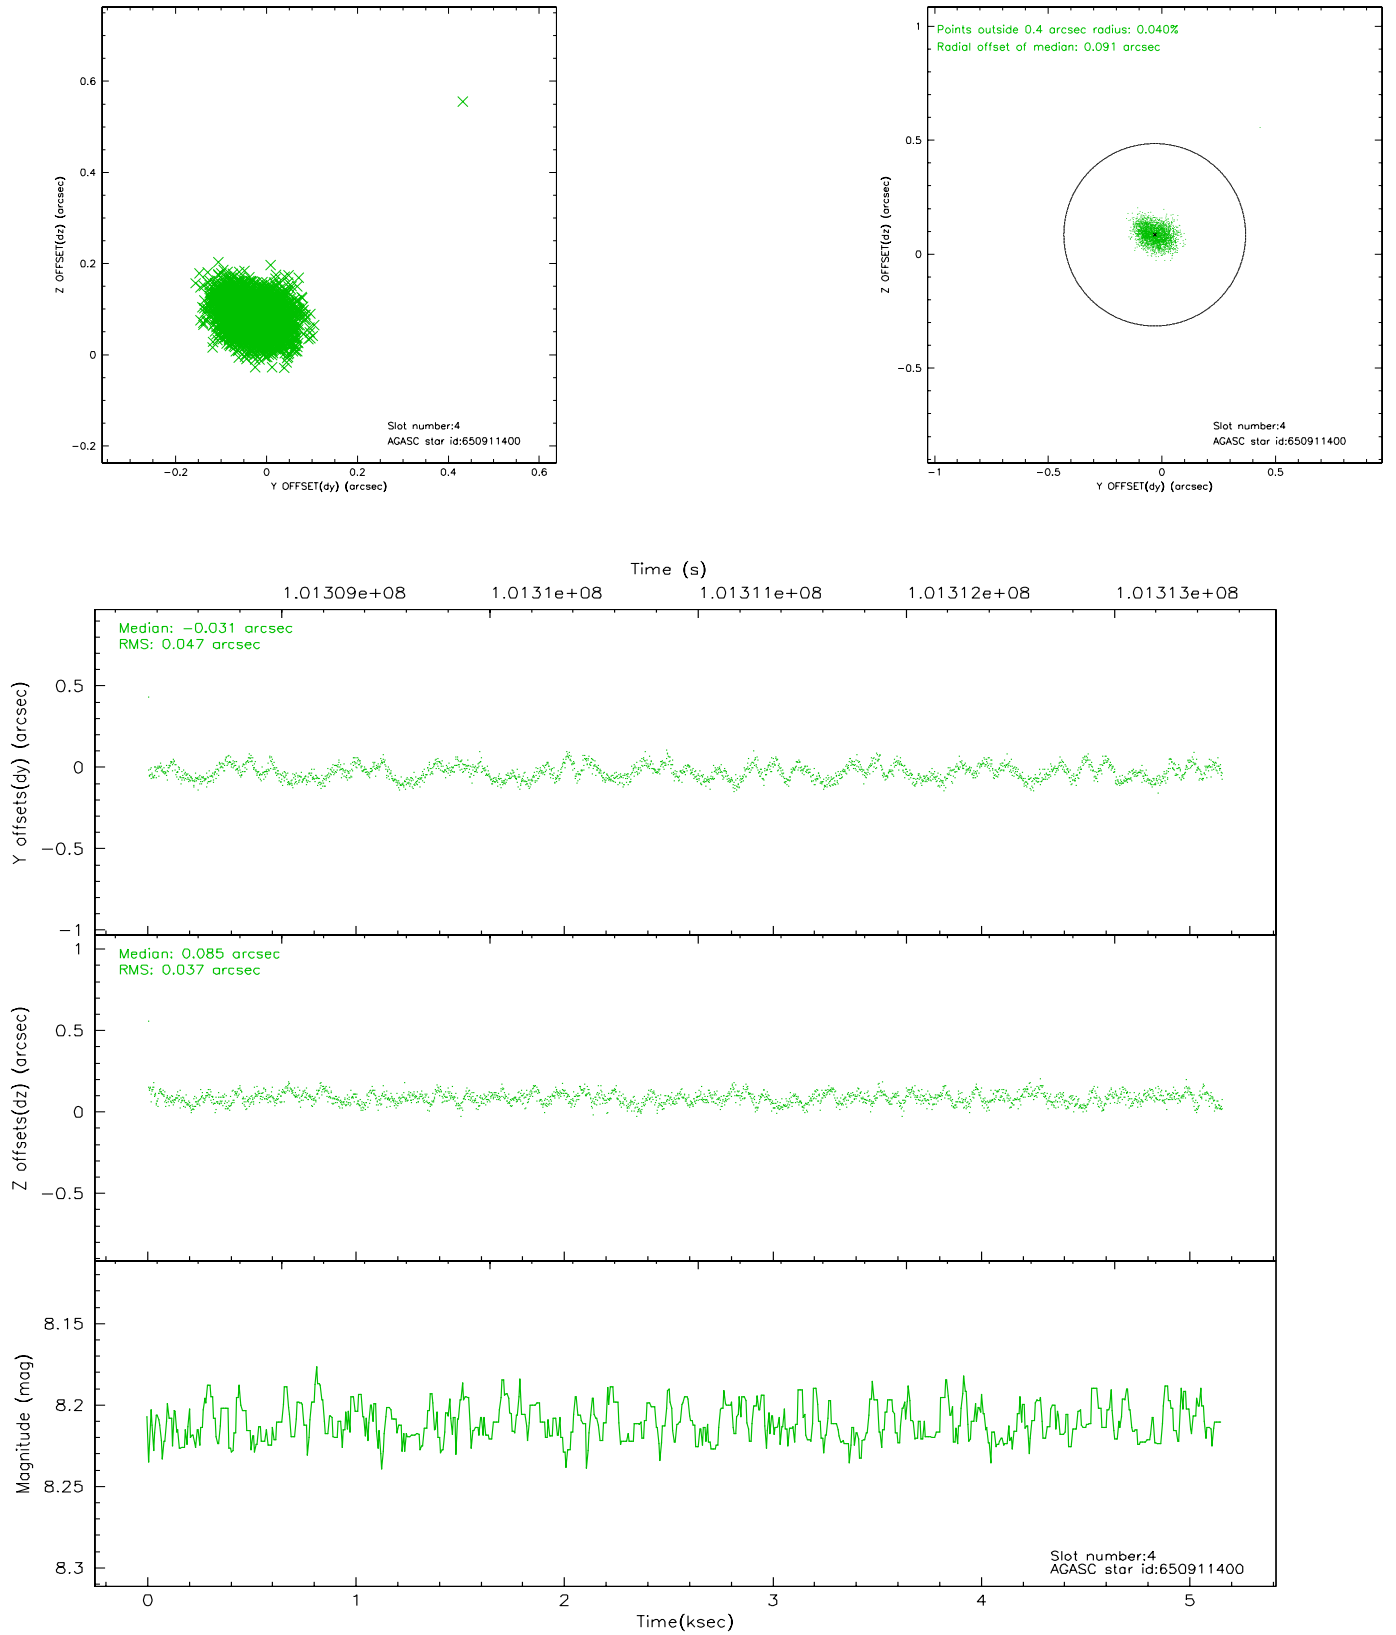 0.6
0.4
0.2
0
−0.2
Z OFFSET(dz) (arcsec)
−0.2 0 0.2 0.4 0.6
Y OFFSET(dy) (arcsec)
Slot number:4
AGASC star id:650911400
Points outside 0.4 arcsec radius: 0.040%
Radial offset of median: 0.091 arcsec
1
0.5
0
−0.5
Z OFFSET(dz) (arcsec)
−1 −0.5 0 0.5
Y OFFSET(dy) (arcsec)
Slot number:4
AGASC star id:650911400
Time (s)
1.01309e+08 1.0131e+08 1.01311e+08 1.01312e+08 1.01313e+08
Median: −0.031 arcsec
RMS: 0.047 arcsec
0.5
0
−0.5
−1
Y offsets(dy) (arcsec)
Median: 0.085 arcsec
RMS: 0.037 arcsec
1
0.5
0
−0.5
Z offsets(dz) (arcsec)
8.15
8.2
8.25
8.3
Magnitude (mag)
Slot number:4
AGASC star id:650911400
0 1 2 3 4 5
Time(ksec)